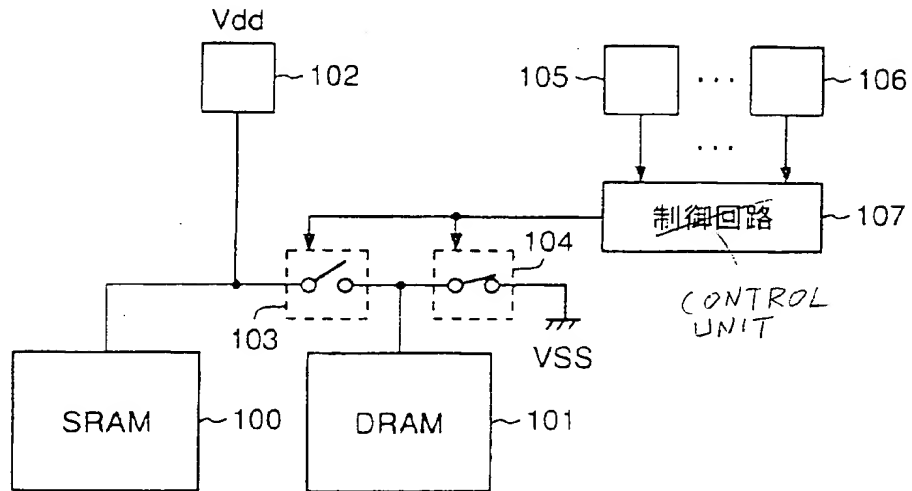 Vdd
102
105
...
106
...
制御回路
107
104
103
CONTROL
UNIT
VSS
SRAM
100
DRAM
101